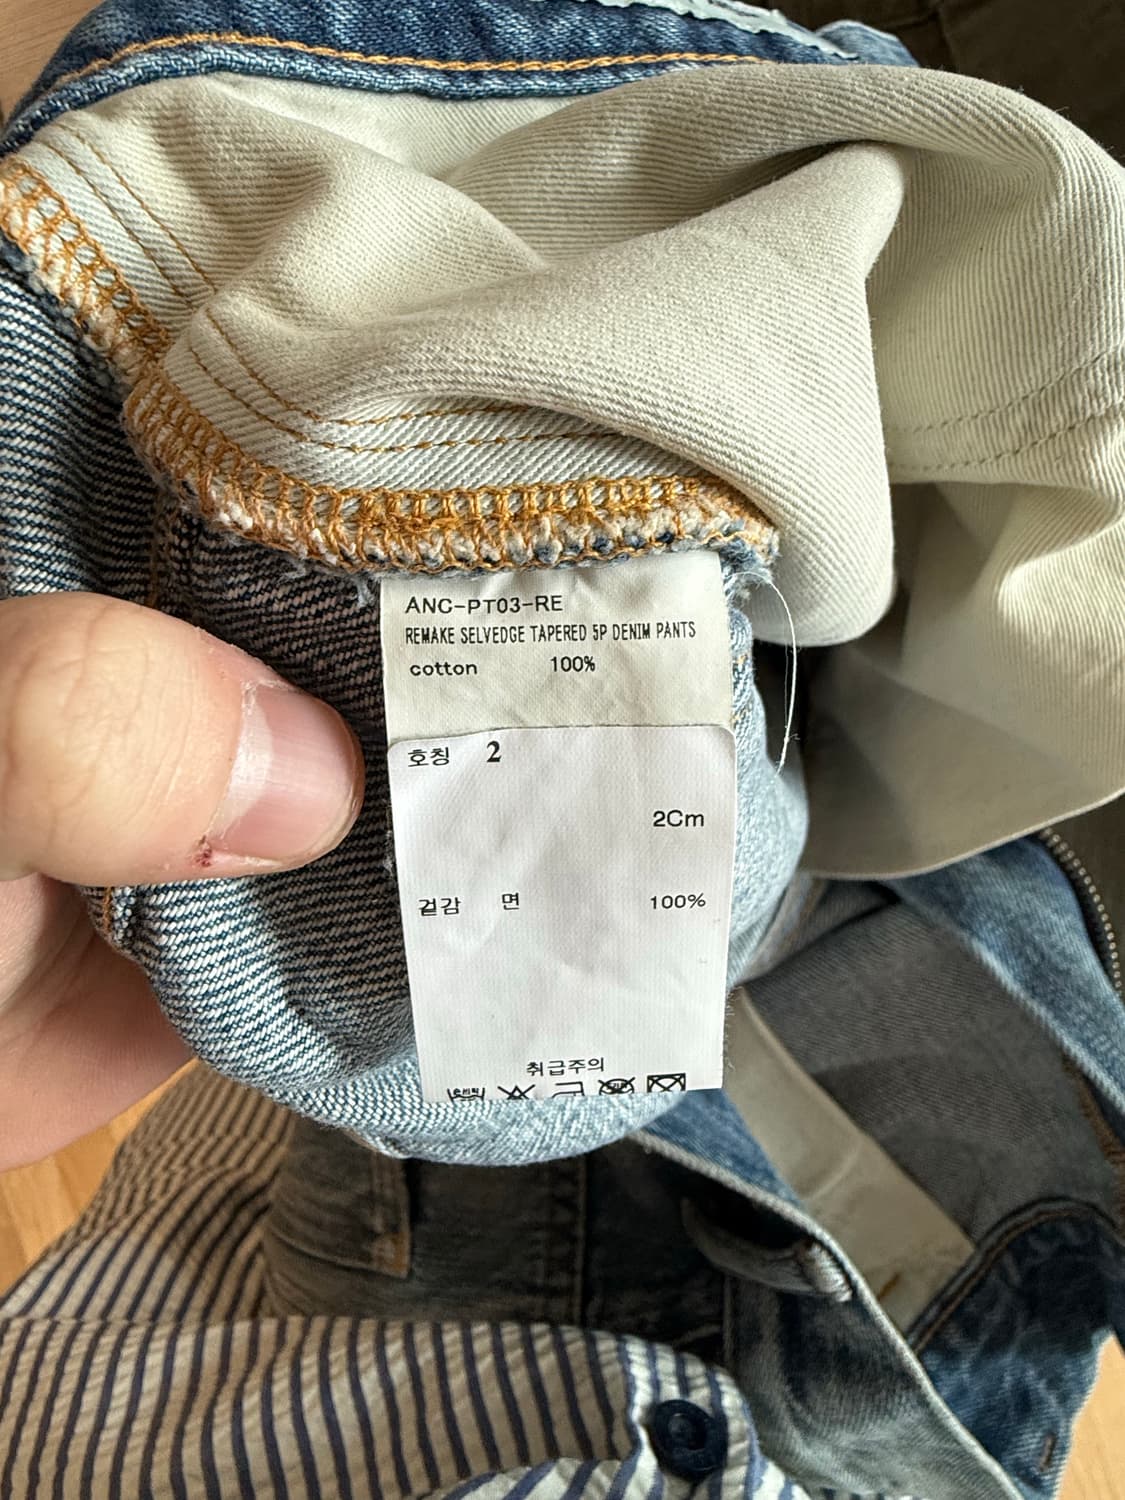 ANC-PT03-RE
REMAKE SELVEDGE TAPERED 5P DENIM PANTS
cotton 100%
호칭 2
2Cm
겉감 면 100%
취급주의